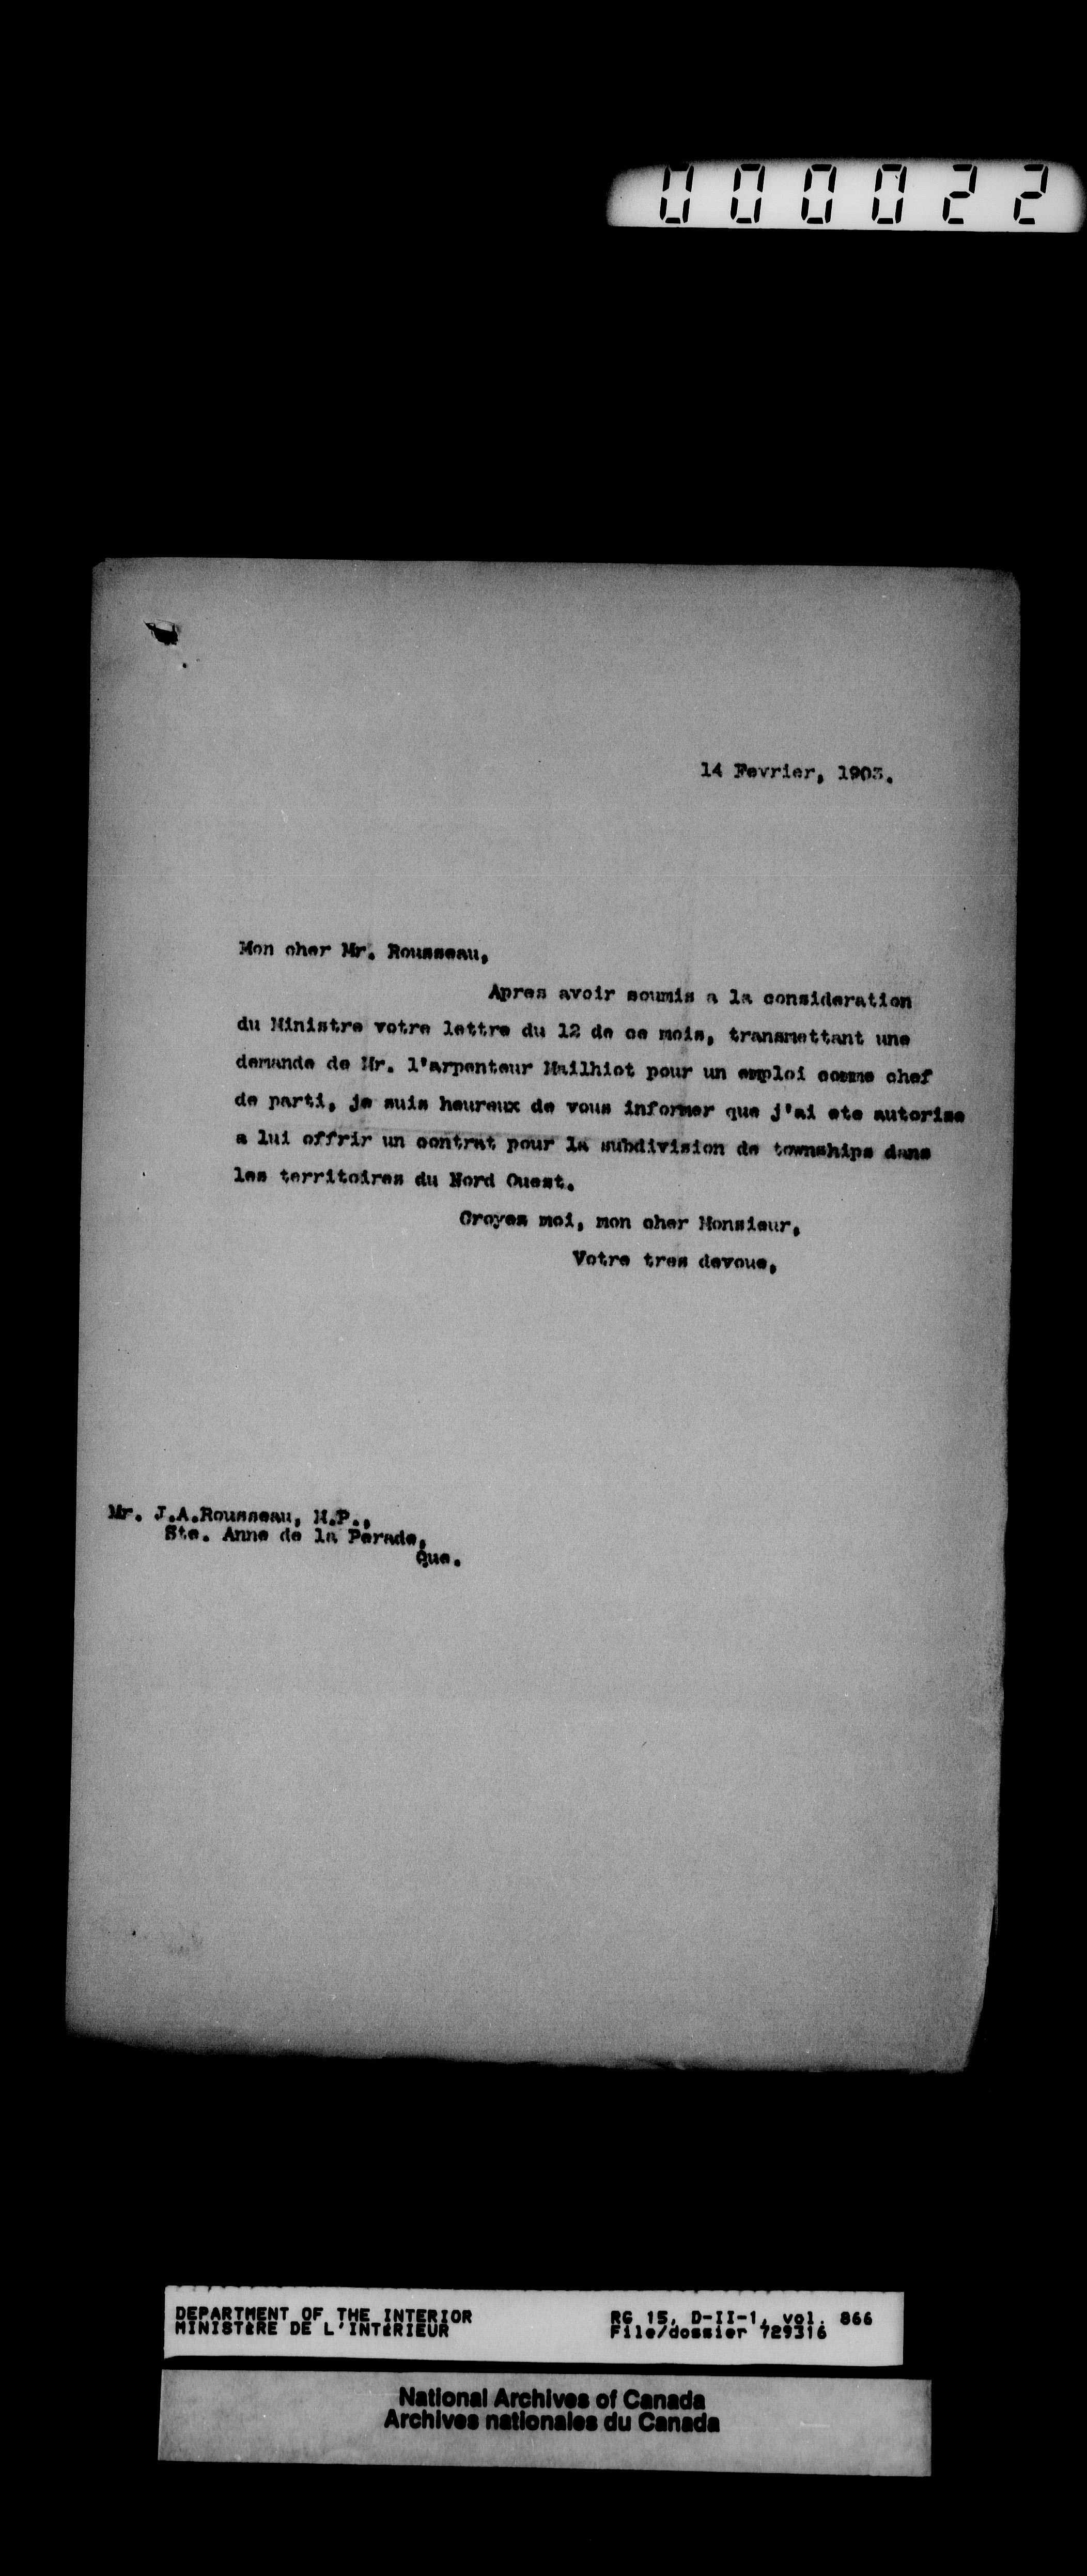 000022
14 Fevrier, 1903.
Mon cher Mr. Rousseau,
Apres avoir soumis a la consideration
du Ministre votre lettre du 12 de ce mois, transmettant une
demande de Mr. l'arpenteur Mailhiot pour un emploi comme chef
de parti, je suis heureux de vous informer que j'ai ete autorise
a lui offrir un contrat pour la subdivision de townships dans
les territoires du Nord Ouest.
Croyez moi, mon cher Monsieur,
Votre tres devoue,
Mr. J.A.Rousseau, M.P.,
Ste. Anne de la Perade,
Que.
DEPARTMENT OF THE INTERIOR RG 15, D-II-1, vol. 866
MINISTÈRE DE L'INTÉRIEUR File/dossier 729316
National Archives of Canada
Archives nationales du Canada